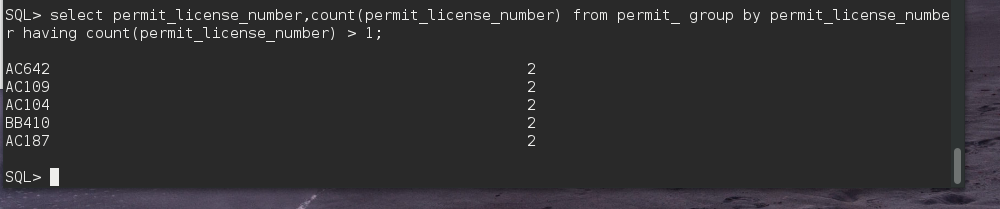 SQL> select permit_license_number,count(permit_license_number) from permit_ group by permit_license_numbe
r having count(permit_license_number) > 1;
AC642 2
AC109 2
AC104 2
BB410 2
AC187 2
SQL>